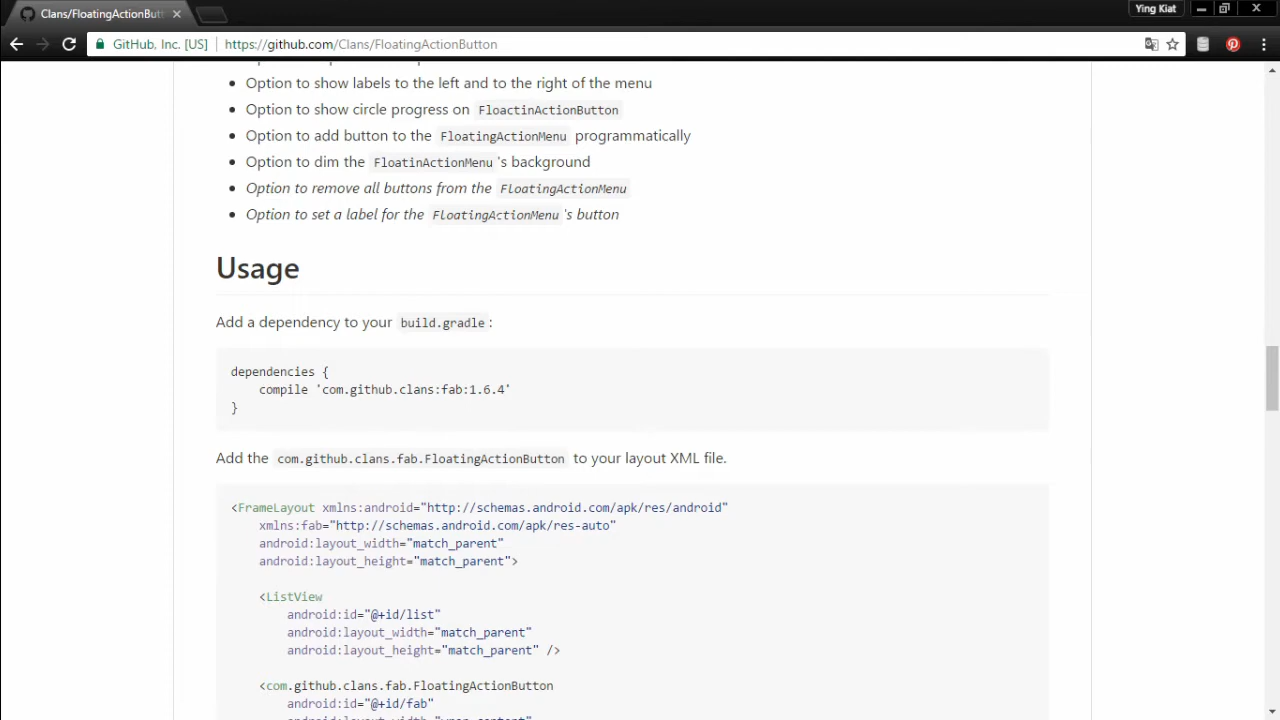 Clans/FloatingActionButt
Ying Kiat
GitHub, Inc. [US]
https://github.com/Clans/FloatingActionButton
Option to show labels to the left and to the right of the menu
Option to show circle progress on FloactinActionButton
Option to add button to the FloatingActionMenu programmatically
Option to dim the FloatinActionMenu 's background
Option to remove all buttons from the FloatingActionMenu
Option to set a label for the FloatingActionMenu 's button
Usage
Add a dependency to your build.gradle :
dependencies {
compile 'com.github.clans:fab:1.6.4'
}
Add the com.github.clans.fab.FloatingActionButton to your layout XML file.
<FrameLayout xmlns:android="http://schemas.android.com/apk/res/android"
xmlns:fab="http://schemas.android.com/apk/res-auto"
android:layout_width="match_parent"
android:layout_height="match_parent">
<ListView
android:id="@+id/list"
android:layout_width="match_parent"
android:layout_height="match_parent" />
<com.github.clans.fab.FloatingActionButton
android:id="@+id/fab"